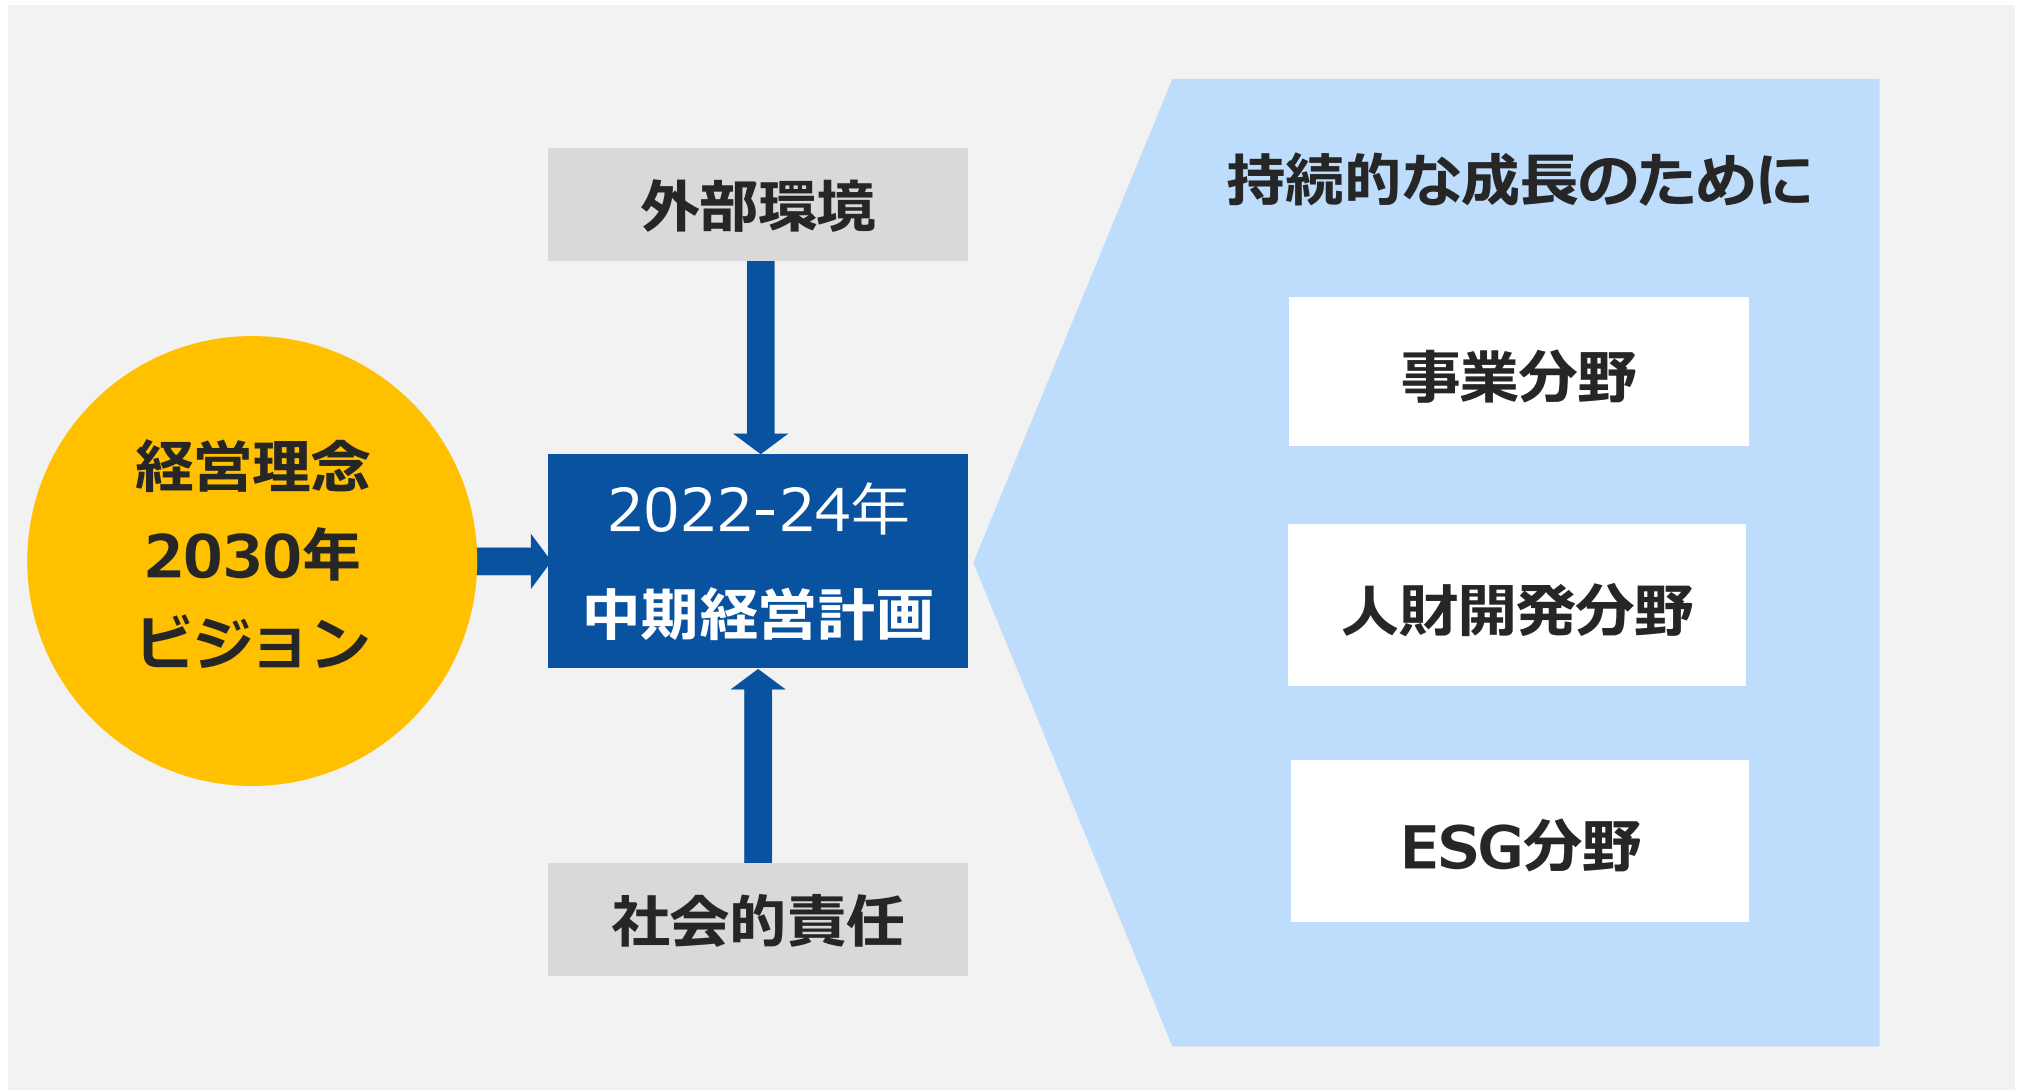 経営理念
2030年
ビジョン
外部環境
2022-24年
中期経営計画
社会的責任
持続的な成長のために
事業分野
人財開発分野
ESG分野